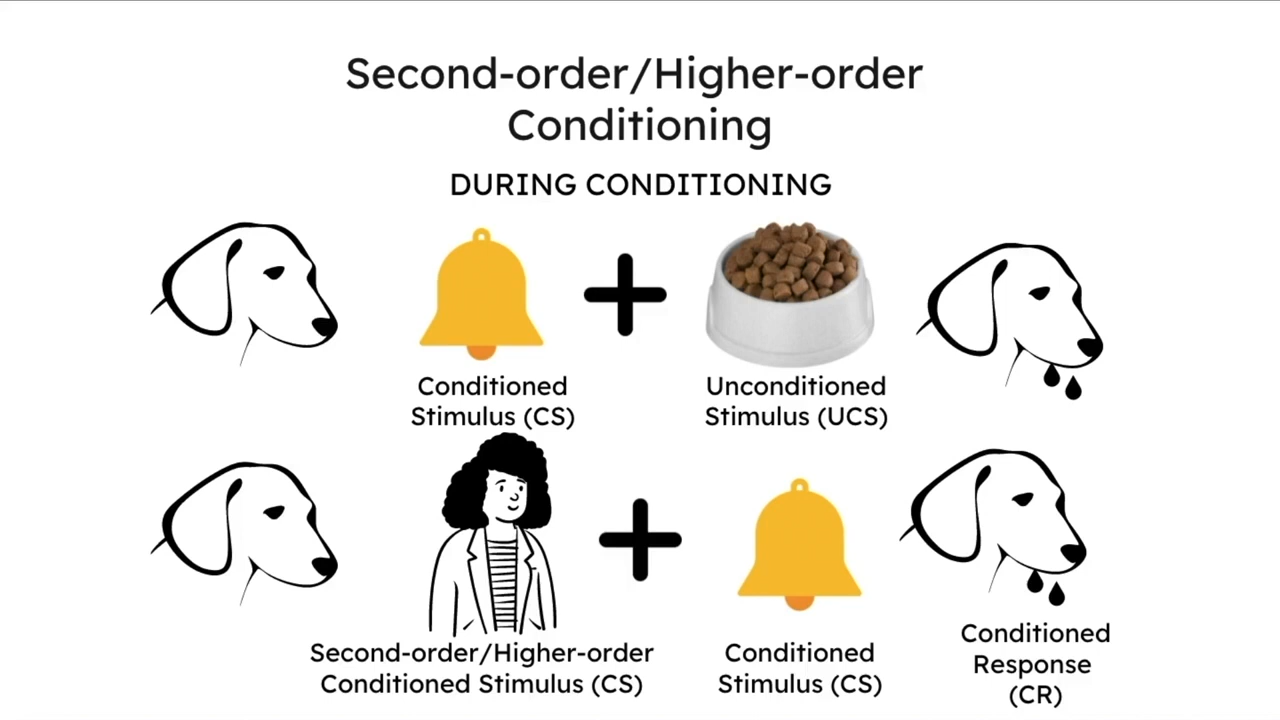 Second-order/Higher-order
Conditioning
DURING CONDITIONING
Conditioned
Stimulus (CS)
Unconditioned
Stimulus (UCS)
Second-order/Higher-order
Conditioned Stimulus (CS)
Conditioned
Stimulus (CS)
Conditioned
Response
(CR)